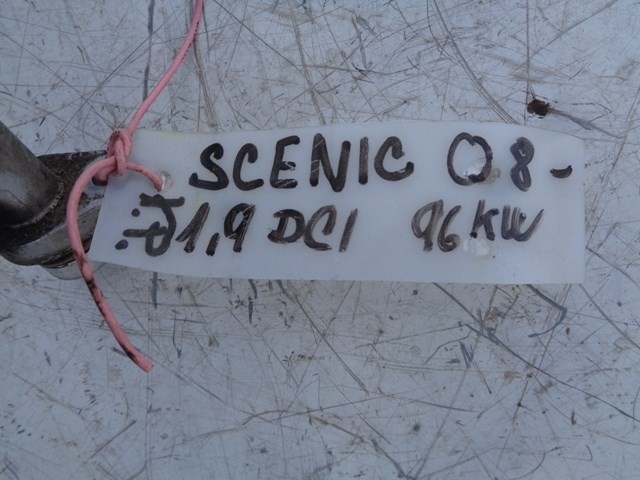 SCENIC 08-
1,9 DCI 96 KW